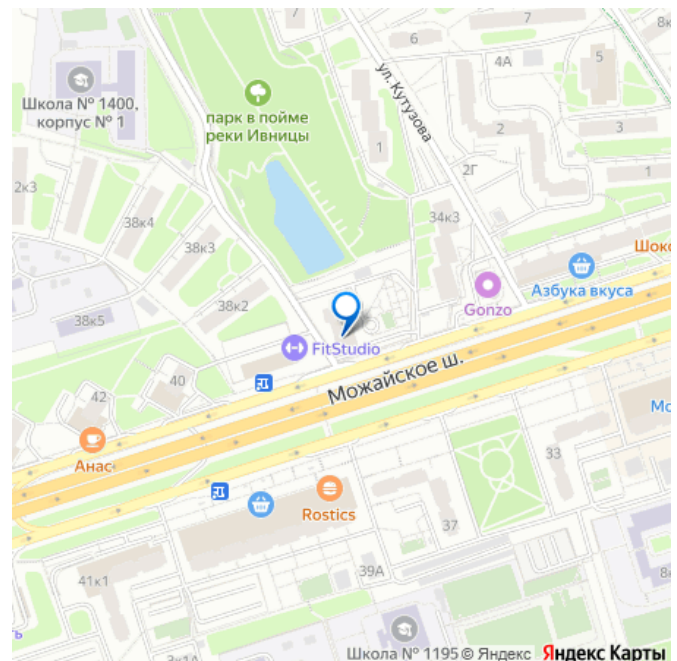 7
7
6
5
4А
ул. Кутузова
Школа № 1400,
корпус № 1
парк в пойме
реки Ивницы
2
3
1
2Г
1
2к3
38к4
34к3
38к3
Шоко
Азбука вкуса
Gonzo
38к2
38к5
FitStudio
40
42
Можайское ш.
Мо
Анас
33
Rostics
37
39А
41к1
8к
3к1А
Школа № 1195 © Яндекс Яндекс Карты